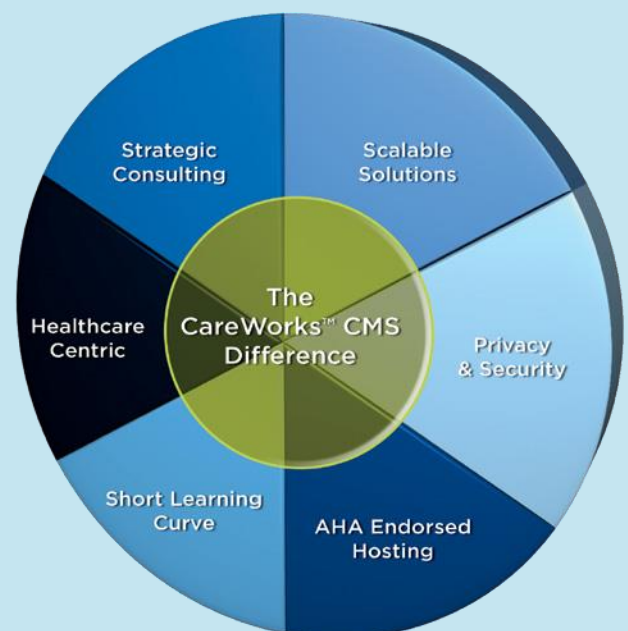 Strategic
Consulting
Scalable
Solutions
Healthcare
Centric
The
CareWorks™ CMS
Difference
Privacy
& Security
Short Learning
Curve
AHA Endorsed
Hosting